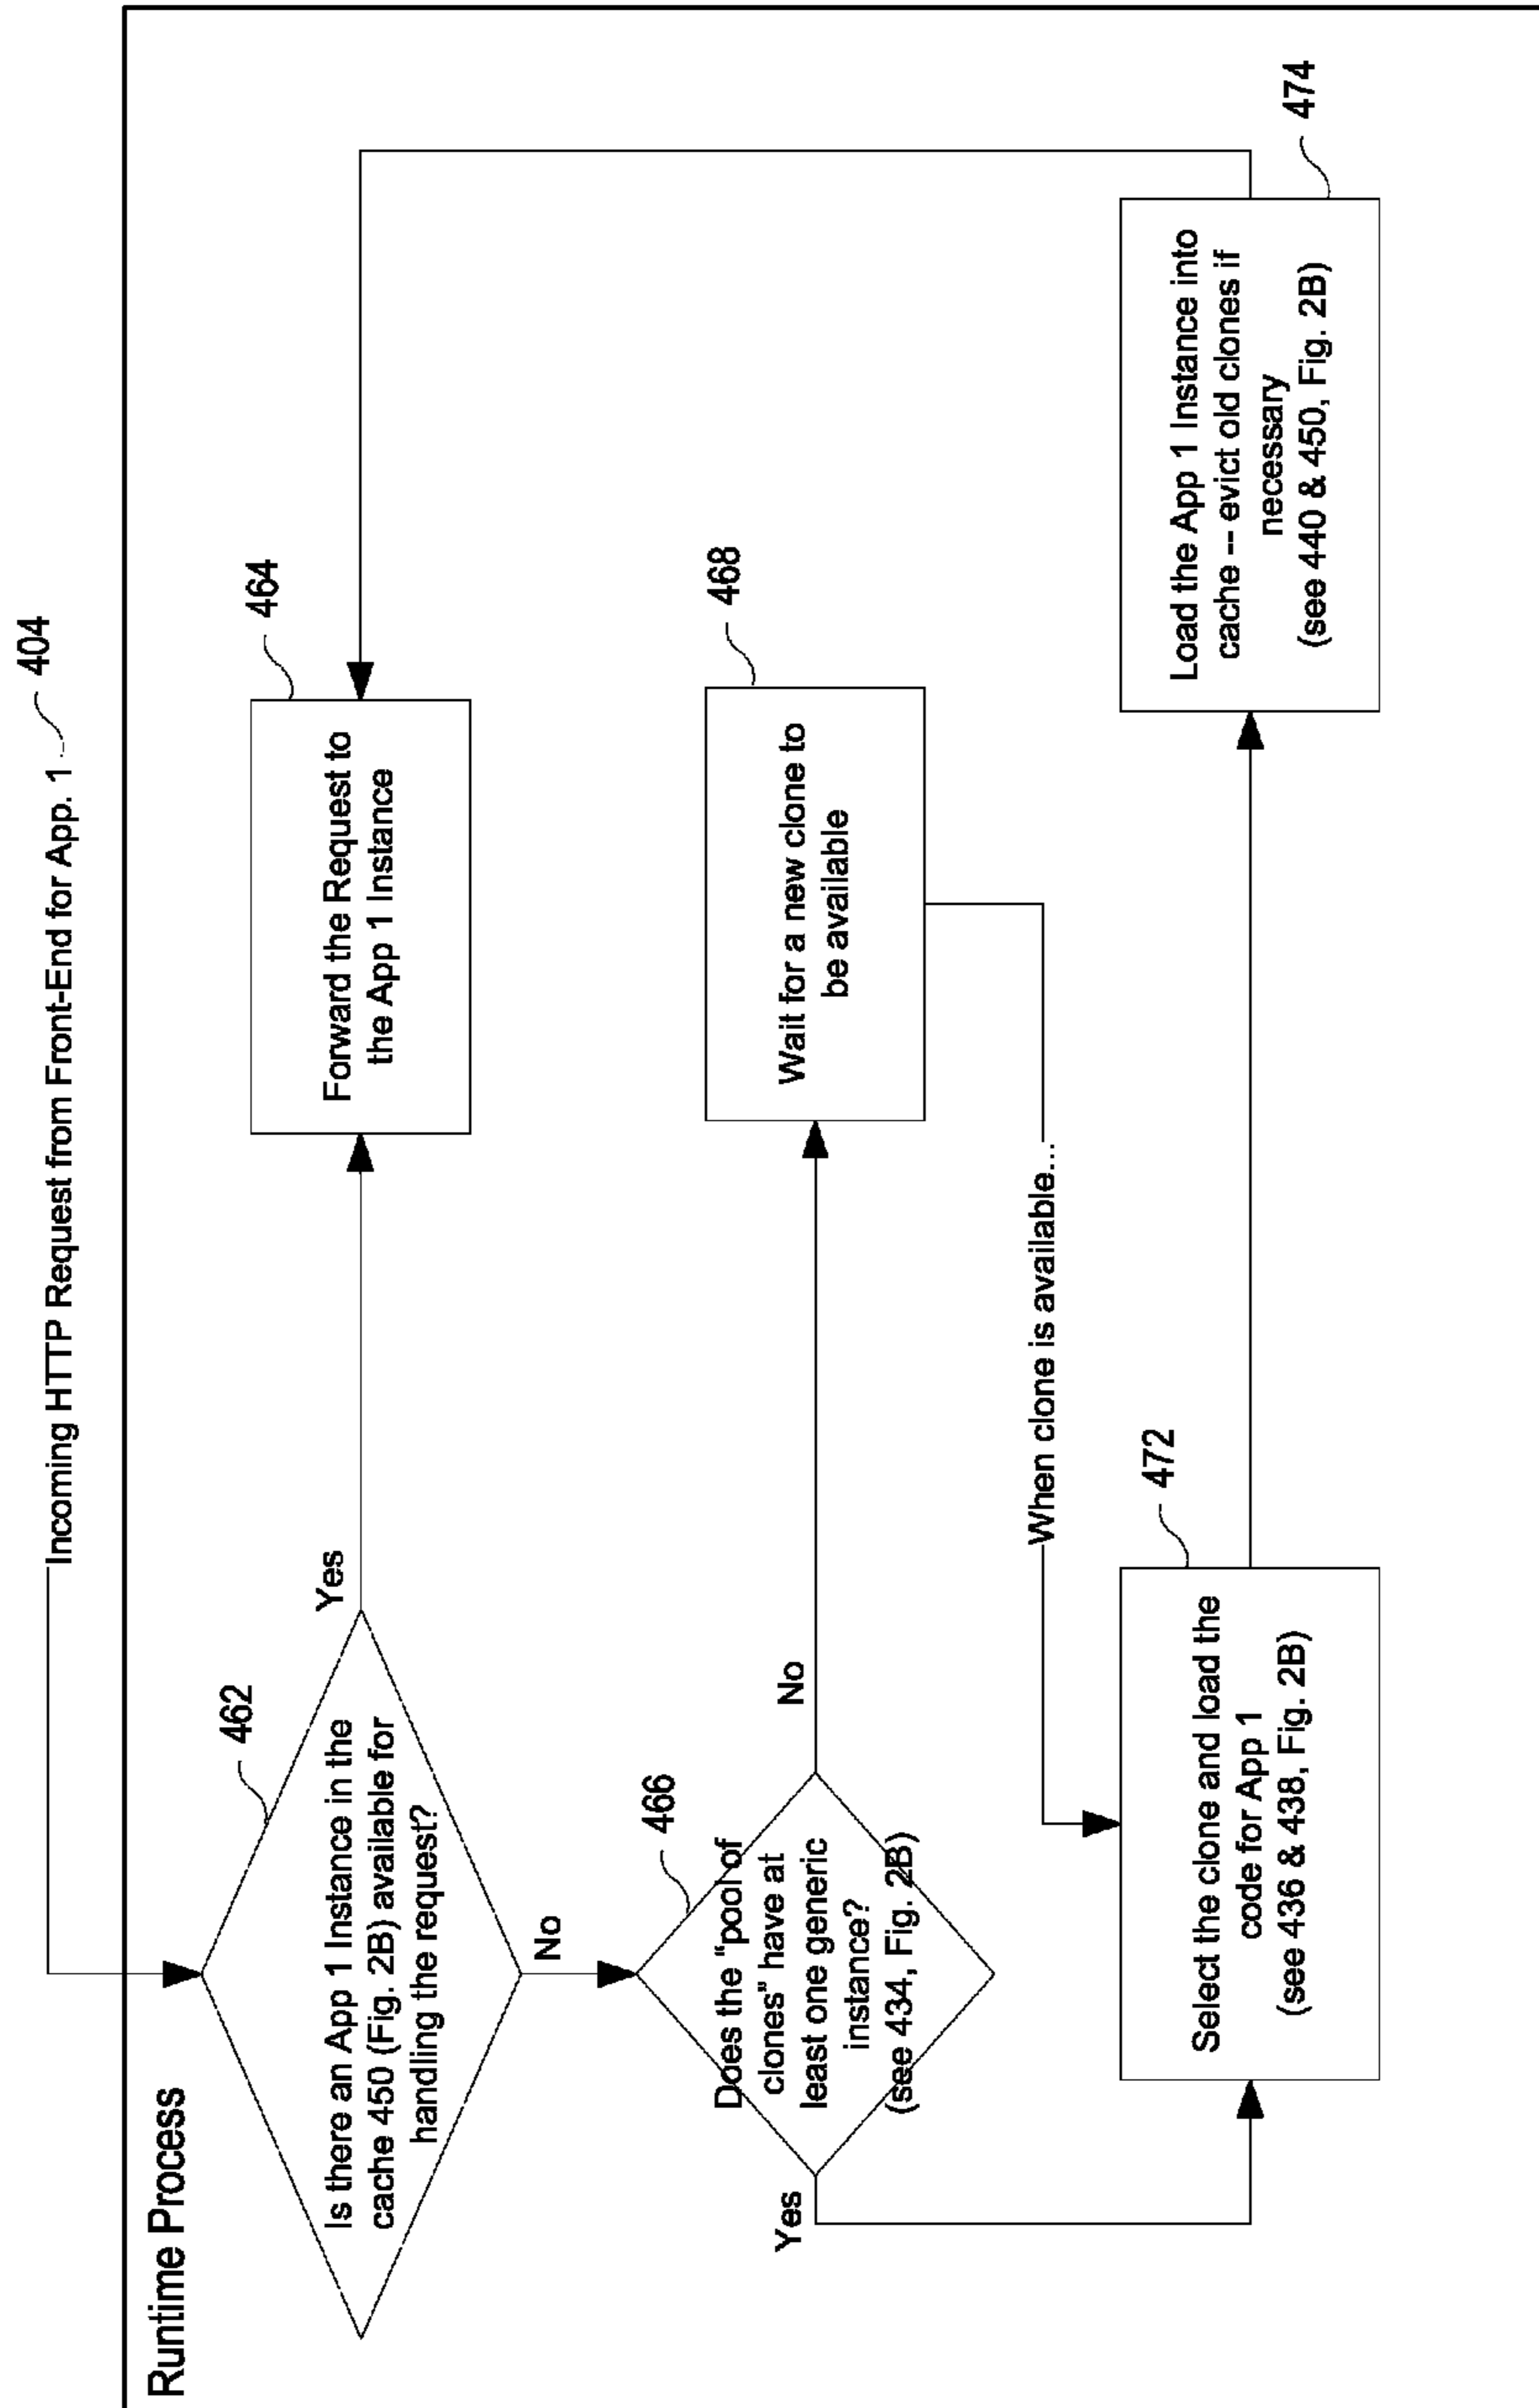 Incoming HTTP Request from Front-End for App. 1
404
Runtime Process
462
Is there an App 1 Instance in the
cache 450 (Fig. 2B) available for
handling the request?
Yes
No
464
Forward the Request to
the App 1 Instance
466
Does the “pool of
clones” have at
least one generic
instance?
(see 434, Fig. 2B)
Yes
No
468
Wait for a new clone to
be available
When clone is available...
472
Select the clone and load the
code for App 1
(see 436 & 438, Fig. 2B)
474
Load the App 1 Instance into
cache -- evict old clones if
necessary
(see 440 & 450, Fig. 2B)